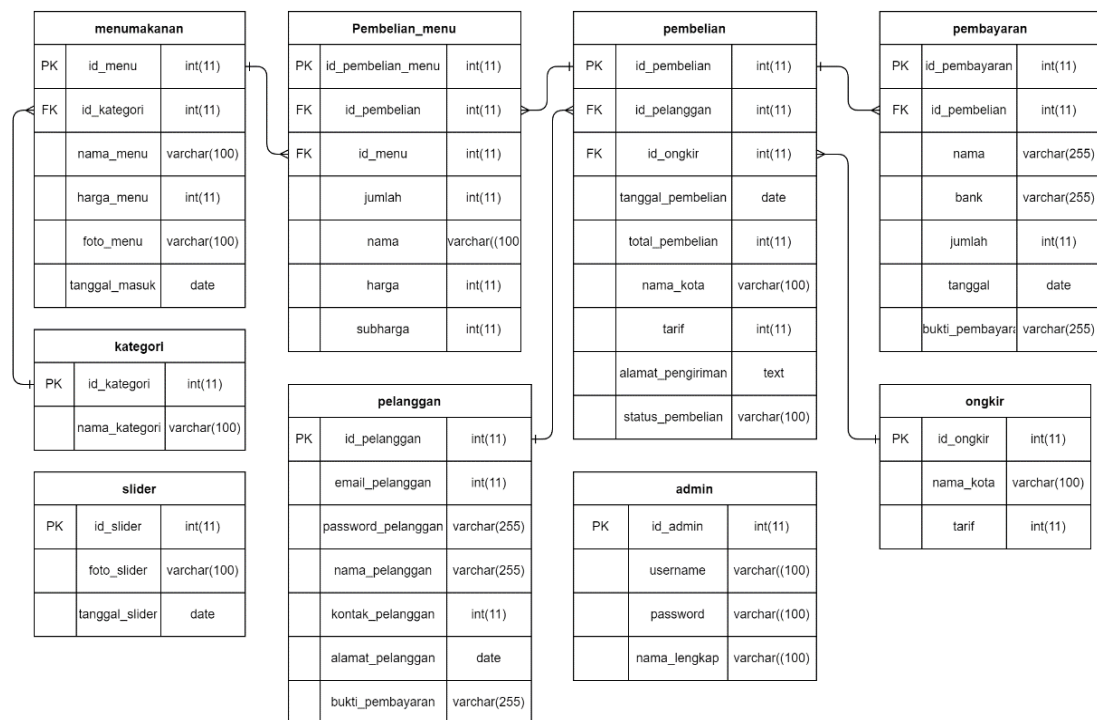 menumakanan
PK id_menu int(11)
FK id_kategori int(11)
nama_menu varchar(100)
harga_menu int(11)
foto_menu varchar(100)
tanggal_masuk date
kategori
PK id_kategori int(11)
nama_kategori varchar(100)
slider
PK id_slider int(11)
foto_slider varchar(100)
tanggal_slider date
Pembelian_menu
PK id_pembelian_menu int(11)
FK id_pembelian int(11)
FK id_menu int(11)
jumlah int(11)
nama varchar((100
harga int(11)
subharga int(11)
pelanggan
PK id_pelanggan int(11)
email_pelanggan int(11)
password_pelanggan varchar(255)
nama_pelanggan varchar(255)
kontak_pelanggan int(11)
alamat_pelanggan date
bukti_pembayaran varchar(255)
pembelian
PK id_pembelian int(11)
FK id_pelanggan int(11)
FK id_ongkir int(11)
tanggal_pembelian date
total_pembelian int(11)
nama_kota varchar(100)
tarif int(11)
alamat_pengiriman text
status_pembelian varchar(100)
admin
PK id_admin int(11)
username varchar((100)
password varchar((100)
nama_lengkap varchar((100)
pembayaran
PK id_pembayaran int(11)
FK id_pembelian int(11)
nama varchar(255)
bank varchar(255)
jumlah int(11)
tanggal date
bukti_pembayara varchar(255)
ongkir
PK id_ongkir int(11)
nama_kota varchar(100)
tarif int(11)